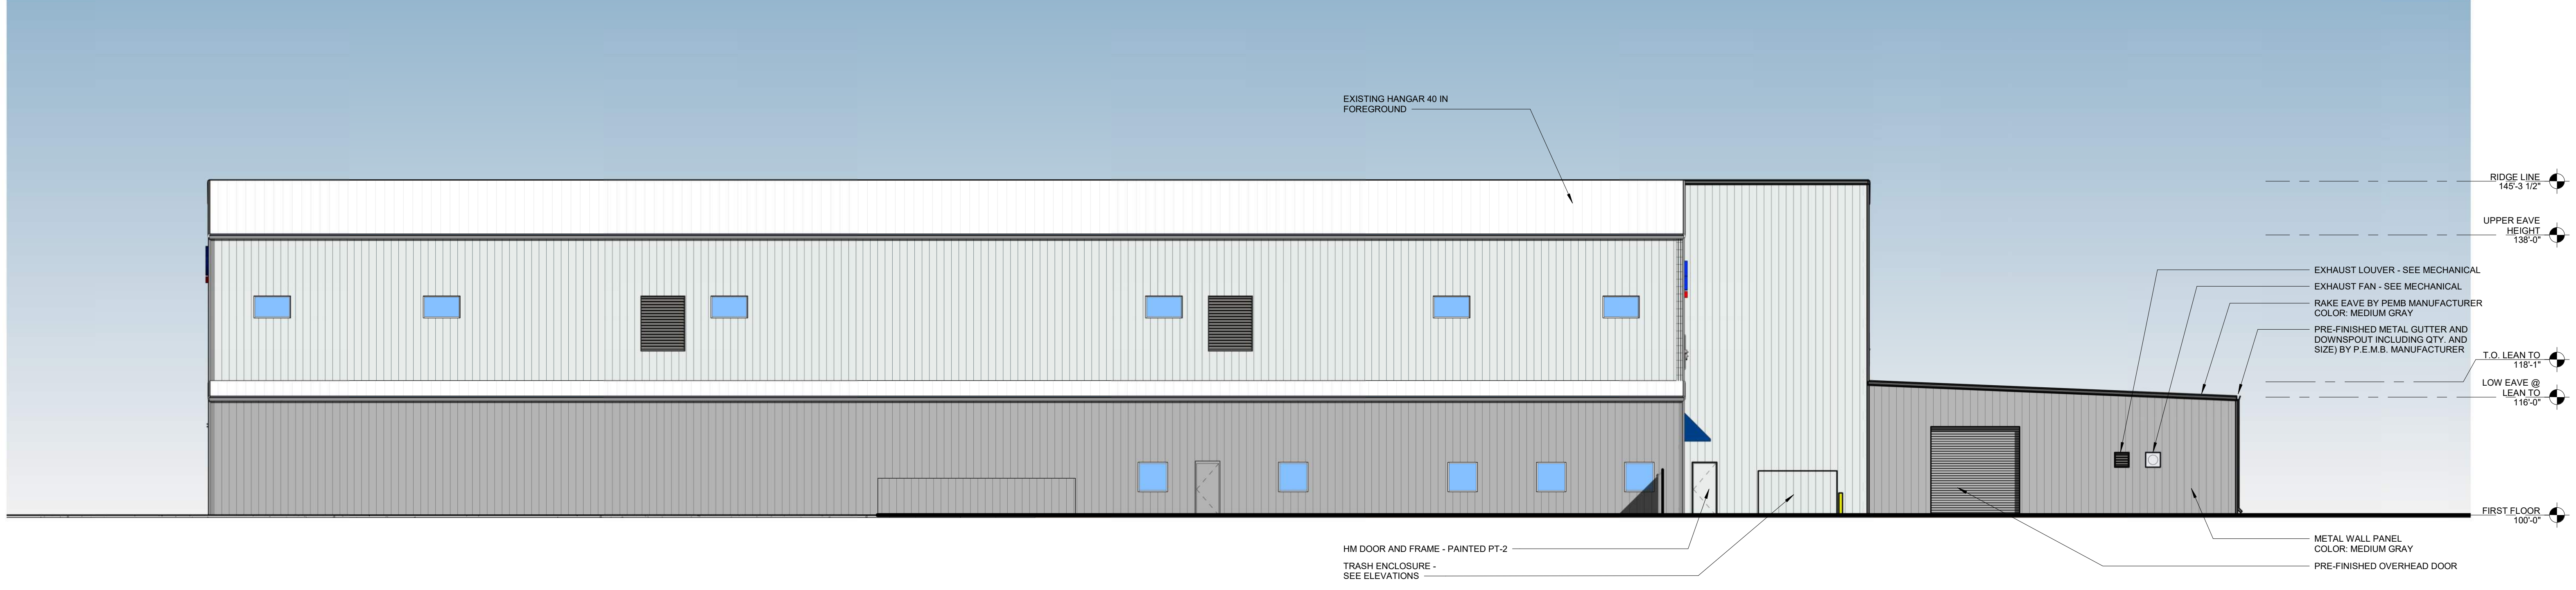 EXISTING HANGAR 40 IN
FOREGROUND
RIDGE LINE
145'-3 1/2"
UPPER EAVE
HEIGHT
138'-0"
EXHAUST LOUVER - SEE MECHANICAL
EXHAUST FAN - SEE MECHANICAL
RAKE EAVE BY PEMB MANUFACTURER
COLOR: MEDIUM GRAY
PRE-FINISHED METAL GUTTER AND
DOWNSPOUT INCLUDING QTY. AND
SIZE) BY P.E.M.B. MANUFACTURER
T.O. LEAN TO
118'-1"
LOW EAVE @
LEAN TO
116'-0"
FIRST FLOOR
100'-0"
HM DOOR AND FRAME - PAINTED PT-2
TRASH ENCLOSURE -
SEE ELEVATIONS
METAL WALL PANEL
COLOR: MEDIUM GRAY
PRE-FINISHED OVERHEAD DOOR